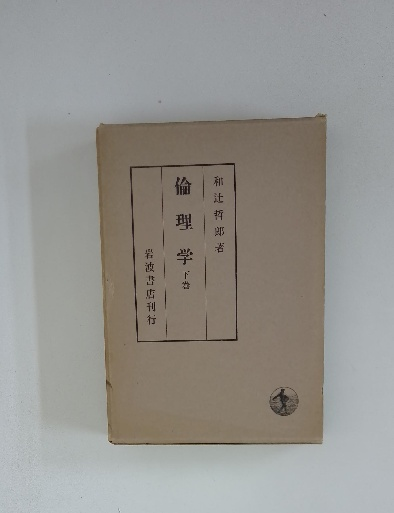 和辻哲郎著
倫理学 下巻
岩波書店刊行